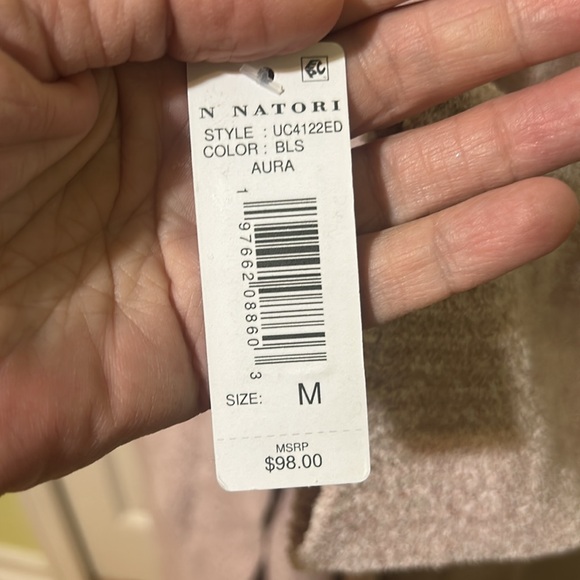 N NATORI
STYLE : UC4122ED
COLOR : BLS
AURA
1 97662 08860 3
SIZE: M
MSRP
$98.00